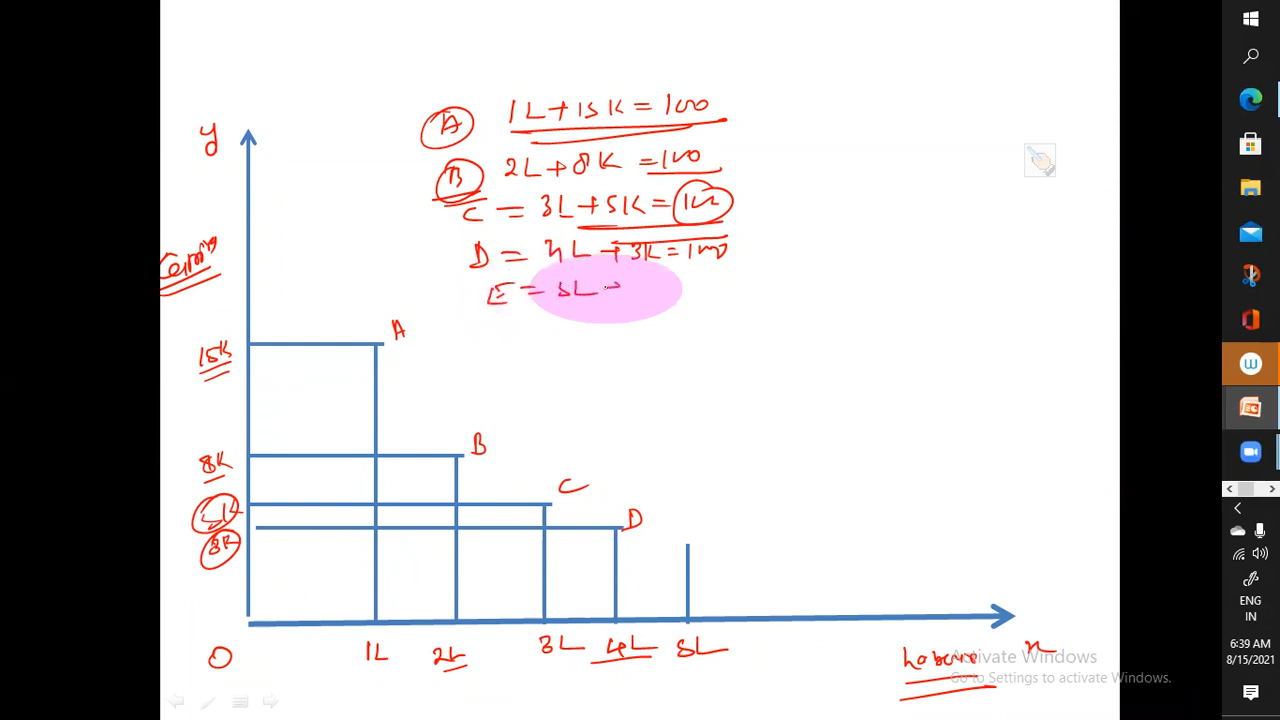 y
A 1L+15K=100
B 2L+8K=100
C = 3L+5K=100
D = 4L+3K=100
E = 5L
15K
A
8K
B
5K
C
3K
D
O 1L 2L 3L 4L 5L
Labour x
Activate Windows
Go to Settings to activate Windows.
ENG
IN
6:39 AM
8/15/2021